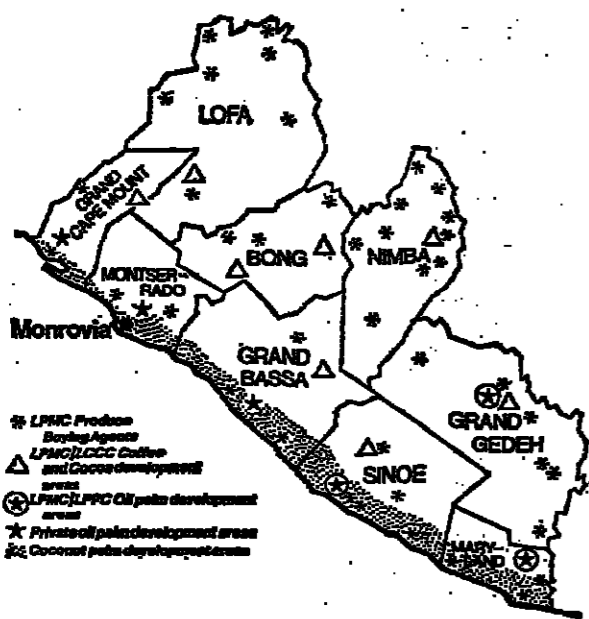 LOFA
GRAND
CAPE MOUNT
BONG
NIMBA
MONTSER-
RADO
Monrovia
GRAND
BASSA
GRAND
GEDEH
SINOE
MARY-
LAND
LPMC Produce
Buying Agents
LPMC/LCCC Coffee
and Cocoa development
areas
LPMC/LPPC Oil palm development
areas
Private oil palm development areas
Coconut palm development areas